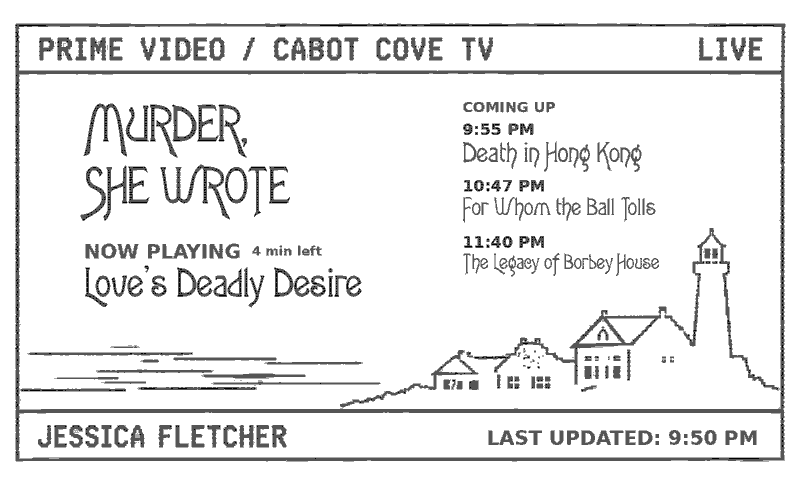 PRIME VIDEO / CABOT COVE TV LIVE
MURDER,
SHE WROTE
NOW PLAYING 4 min left
Love's Deadly Desire
COMING UP
9:55 PM
Death in Hong Kong
10:47 PM
For Whom the Ball Tolls
11:40 PM
The Legacy of Borbey House
JESSICA FLETCHER LAST UPDATED: 9:50 PM